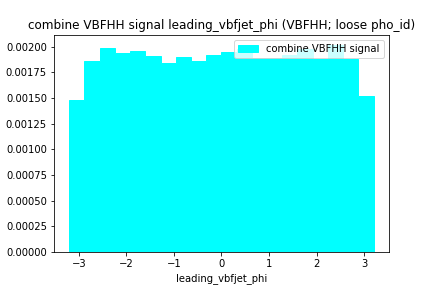 combine VBFHH signal leading_vbfjet_phi (VBFHH; loose pho_id)
combine VBFHH signal
0.00200
0.00175
0.00150
0.00125
0.00100
0.00075
0.00050
0.00025
0.00000
−3 −2 −1 0 1 2 3
leading_vbfjet_phi